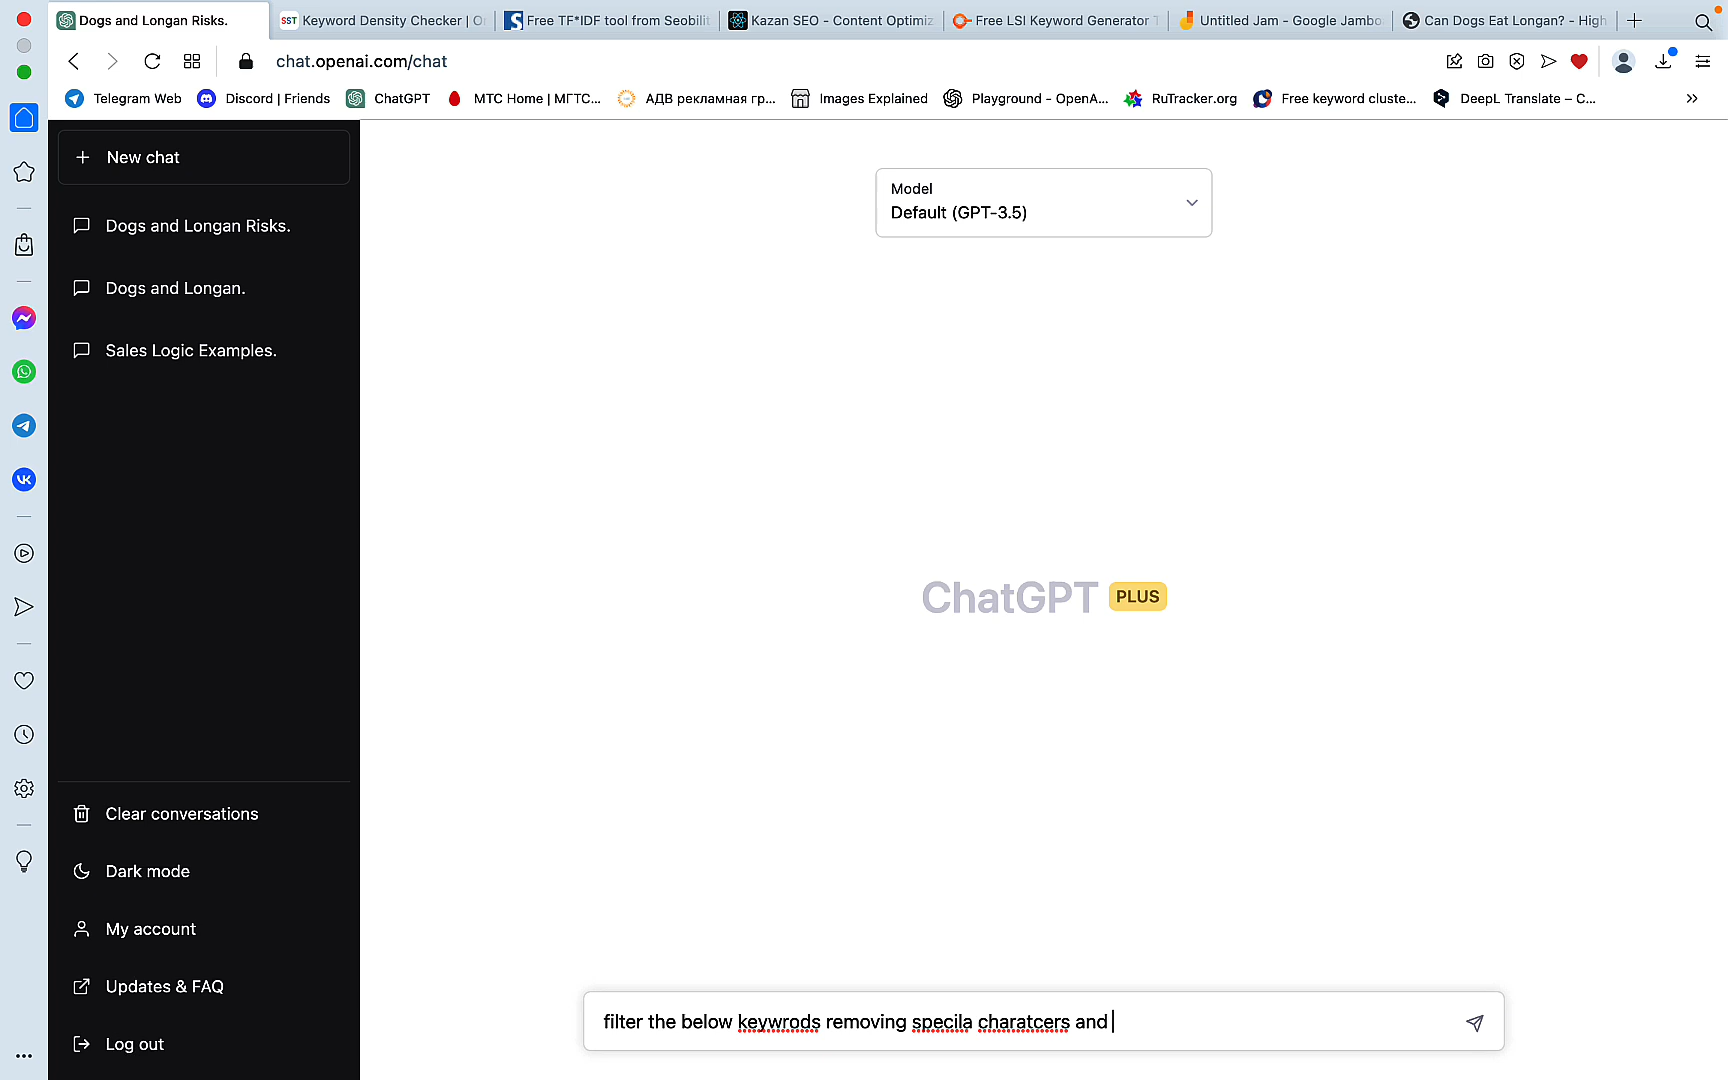 Dogs and Longan Risks.
SST Keyword Density Checker | Or
Free TF*IDF tool from Seobilit
Kazan SEO - Content Optimiz
Free LSI Keyword Generator T
Untitled Jam - Google Jambo
Can Dogs Eat Longan? - High
chat.openai.com/chat
Telegram Web
Discord | Friends
ChatGPT
МТС Home | МГТС...
АДВ рекламная гр...
Images Explained
Playground - OpenA...
RuTracker.org
Free keyword cluste...
DeepL Translate – C...
New chat
Dogs and Longan Risks.
Dogs and Longan.
Sales Logic Examples.
Clear conversations
Dark mode
My account
Updates & FAQ
Log out
Model
Default (GPT-3.5)
ChatGPT PLUS
filter the below keywrods removing specila charatcers and